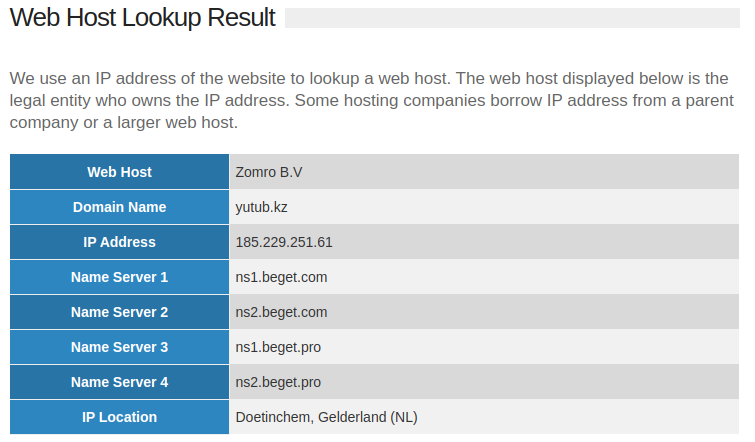 Web Host Lookup Result
We use an IP address of the website to lookup a web host. The web host displayed below is the
legal entity who owns the IP address. Some hosting companies borrow IP address from a parent
company or a larger web host.
Web Host Zomro B.V
Domain Name yutub.kz
IP Address 185.229.251.61
Name Server 1 ns1.beget.com
Name Server 2 ns2.beget.com
Name Server 3 ns1.beget.pro
Name Server 4 ns2.beget.pro
IP Location Doetinchem, Gelderland (NL)